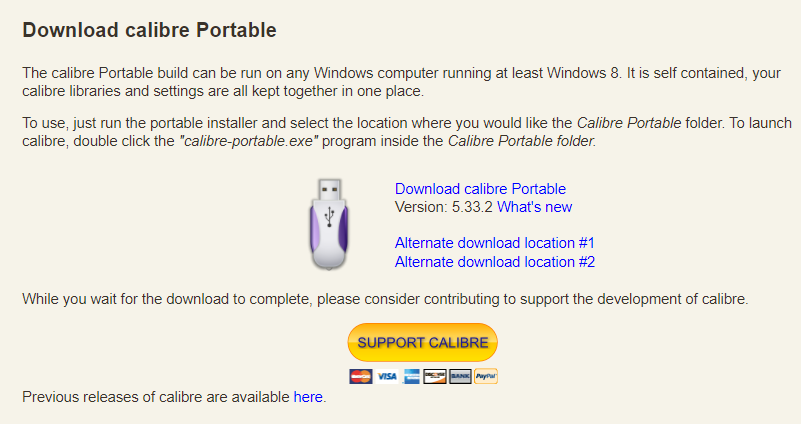 Download calibre Portable
The calibre Portable build can be run on any Windows computer running at least Windows 8. It is self contained, your
calibre libraries and settings are all kept together in one place.
To use, just run the portable installer and select the location where you would like the Calibre Portable folder. To launch
calibre, double click the "calibre-portable.exe" program inside the Calibre Portable folder.
Download calibre Portable
Version: 5.33.2 What's new
Alternate download location #1
Alternate download location #2
While you wait for the download to complete, please consider contributing to support the development of calibre.
SUPPORT CALIBRE
VISA BANK PayPal
Previous releases of calibre are available here.